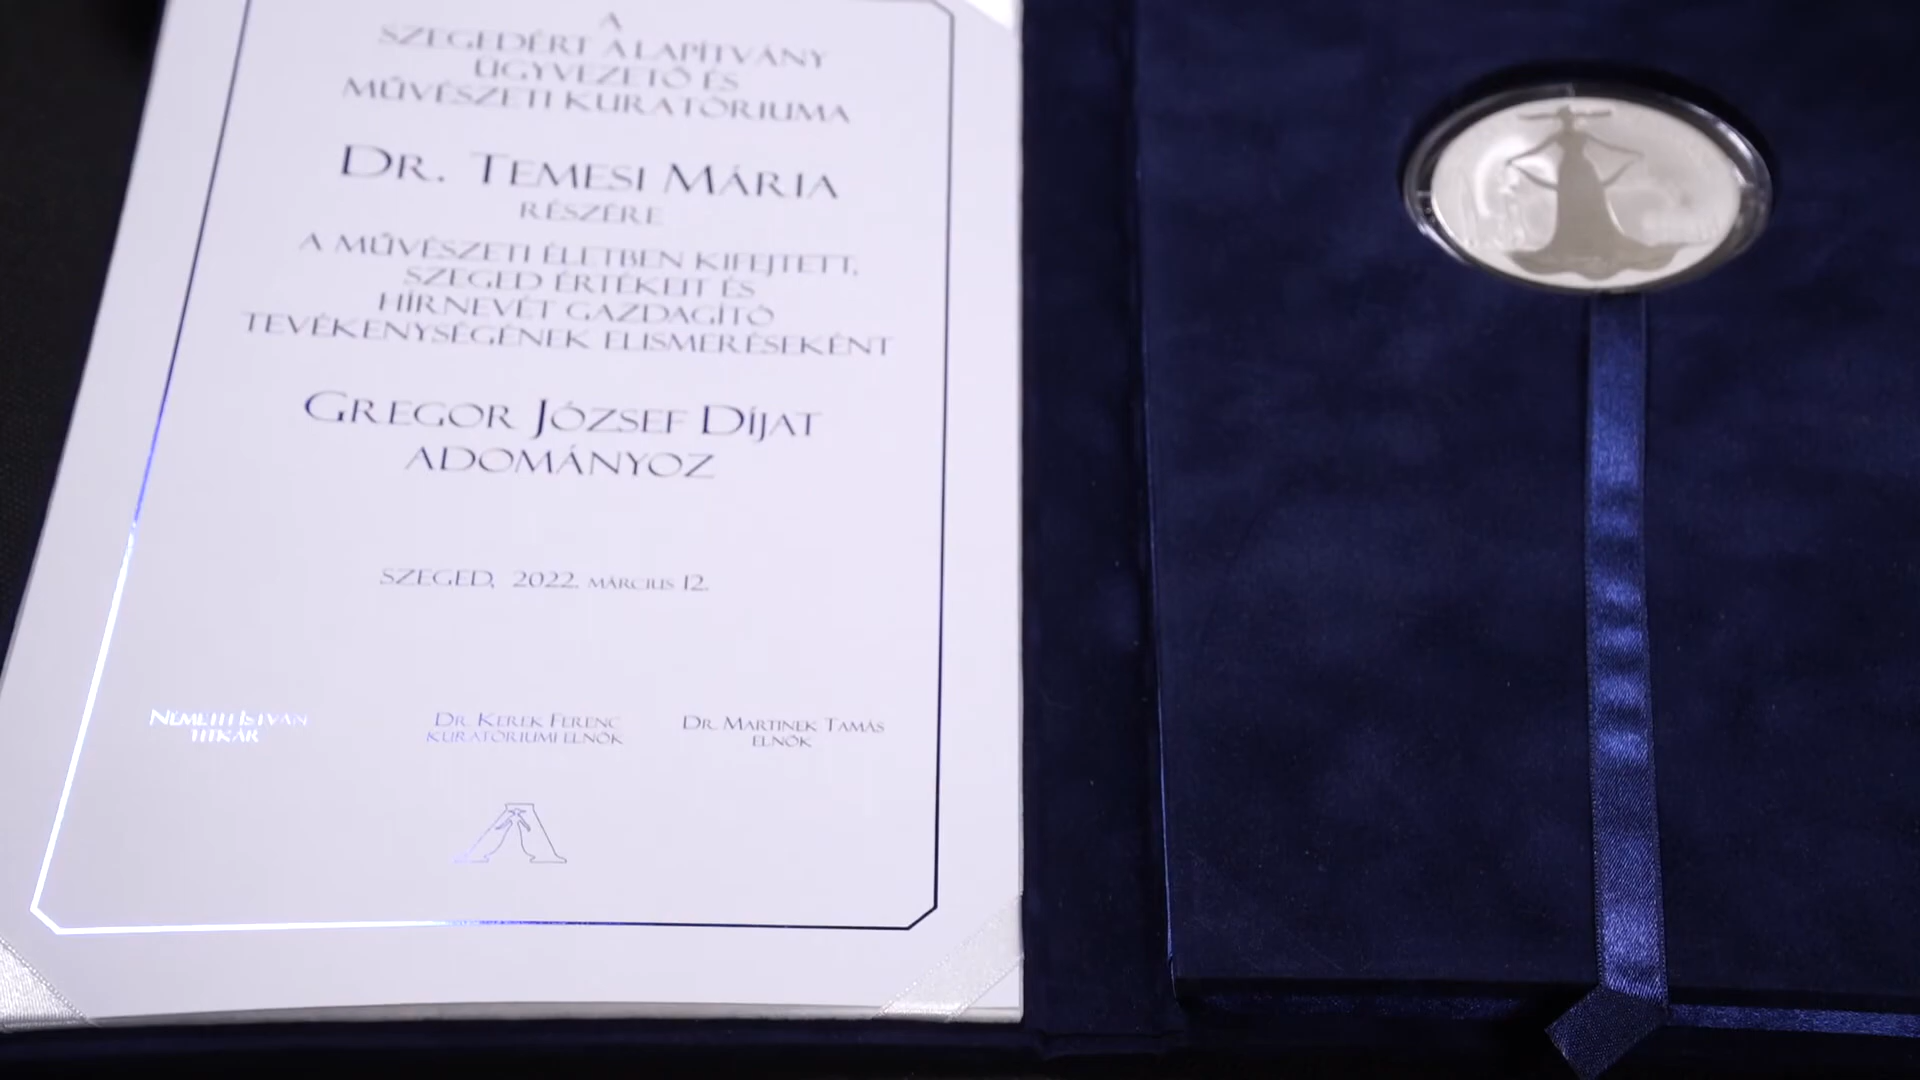 A
SZEGEDÉRT ALAPÍTVÁNY
ÜGYVEZETŐ ÉS
MŰVÉSZETI KURATÓRIUMA
DR. TEMESI MÁRIA
RÉSZÉRE
A MŰVÉSZETI ÉLETBEN KIFEJTETT,
SZEGED ÉRTÉKEIT ÉS
HÍRNEVÉT GAZDAGÍTÓ
TEVÉKENYSÉGÉNEK ELISMERÉSEKÉNT
GREGOR JÓZSEF DÍJAT
ADOMÁNYOZ
SZEGED, 2022. MÁRCIUS 12.
NÉMETH ISTVÁN
TITKÁR
DR. KEREK FERENC
KURATÓRIUMI ELNÖK
DR. MARTINEK TAMÁS
ELNÖK